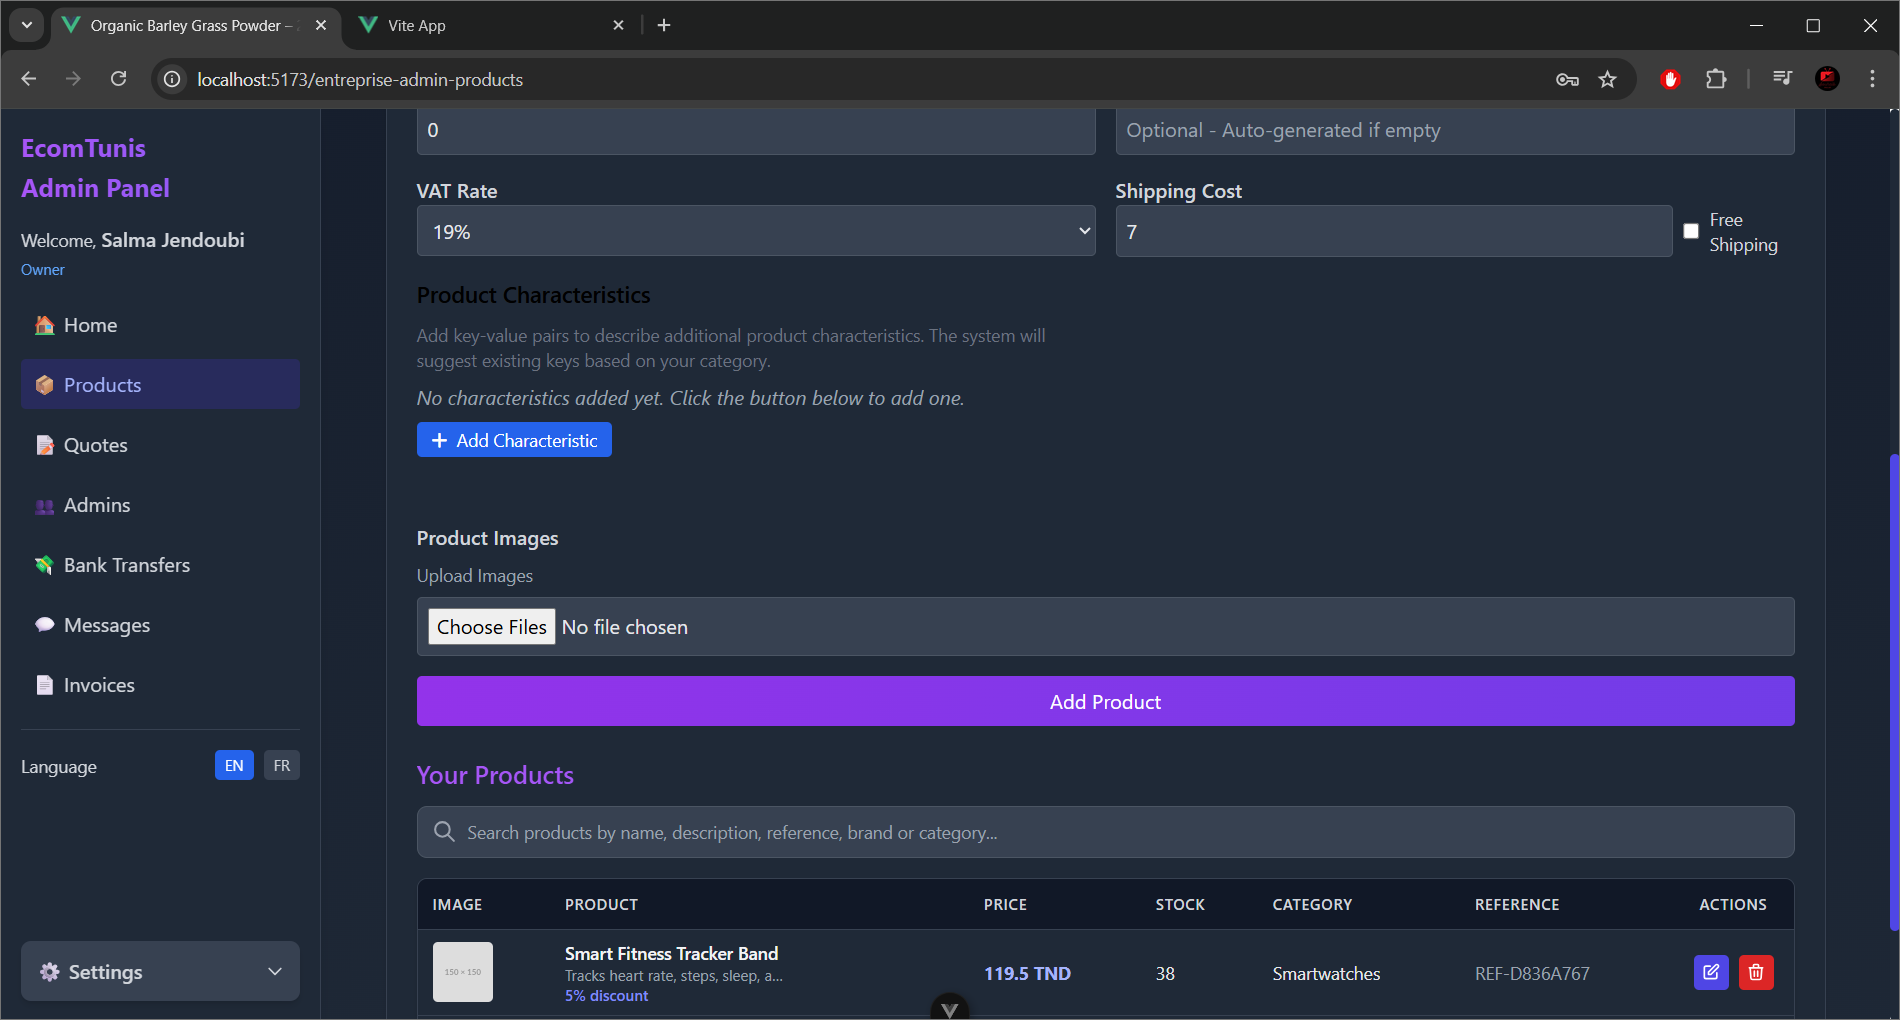 Organic Barley Grass Powder –
Vite App
localhost:5173/entreprise-admin-products
EcomTunis
Admin Panel
Welcome, Salma Jendoubi
Owner
Home
Products
Quotes
Admins
Bank Transfers
Messages
Invoices
Language
EN
FR
Settings
0
Optional - Auto-generated if empty
VAT Rate
Shipping Cost
19%
7
Free
Shipping
Product Characteristics
Add key-value pairs to describe additional product characteristics. The system will
suggest existing keys based on your category.
No characteristics added yet. Click the button below to add one.
+ Add Characteristic
Product Images
Upload Images
Choose Files No file chosen
Add Product
Your Products
Search products by name, description, reference, brand or category...
IMAGE PRODUCT PRICE STOCK CATEGORY REFERENCE ACTIONS
150 × 150
Smart Fitness Tracker Band
Tracks heart rate, steps, sleep, a...
5% discount
119.5 TND
38
Smartwatches
REF-D836A767